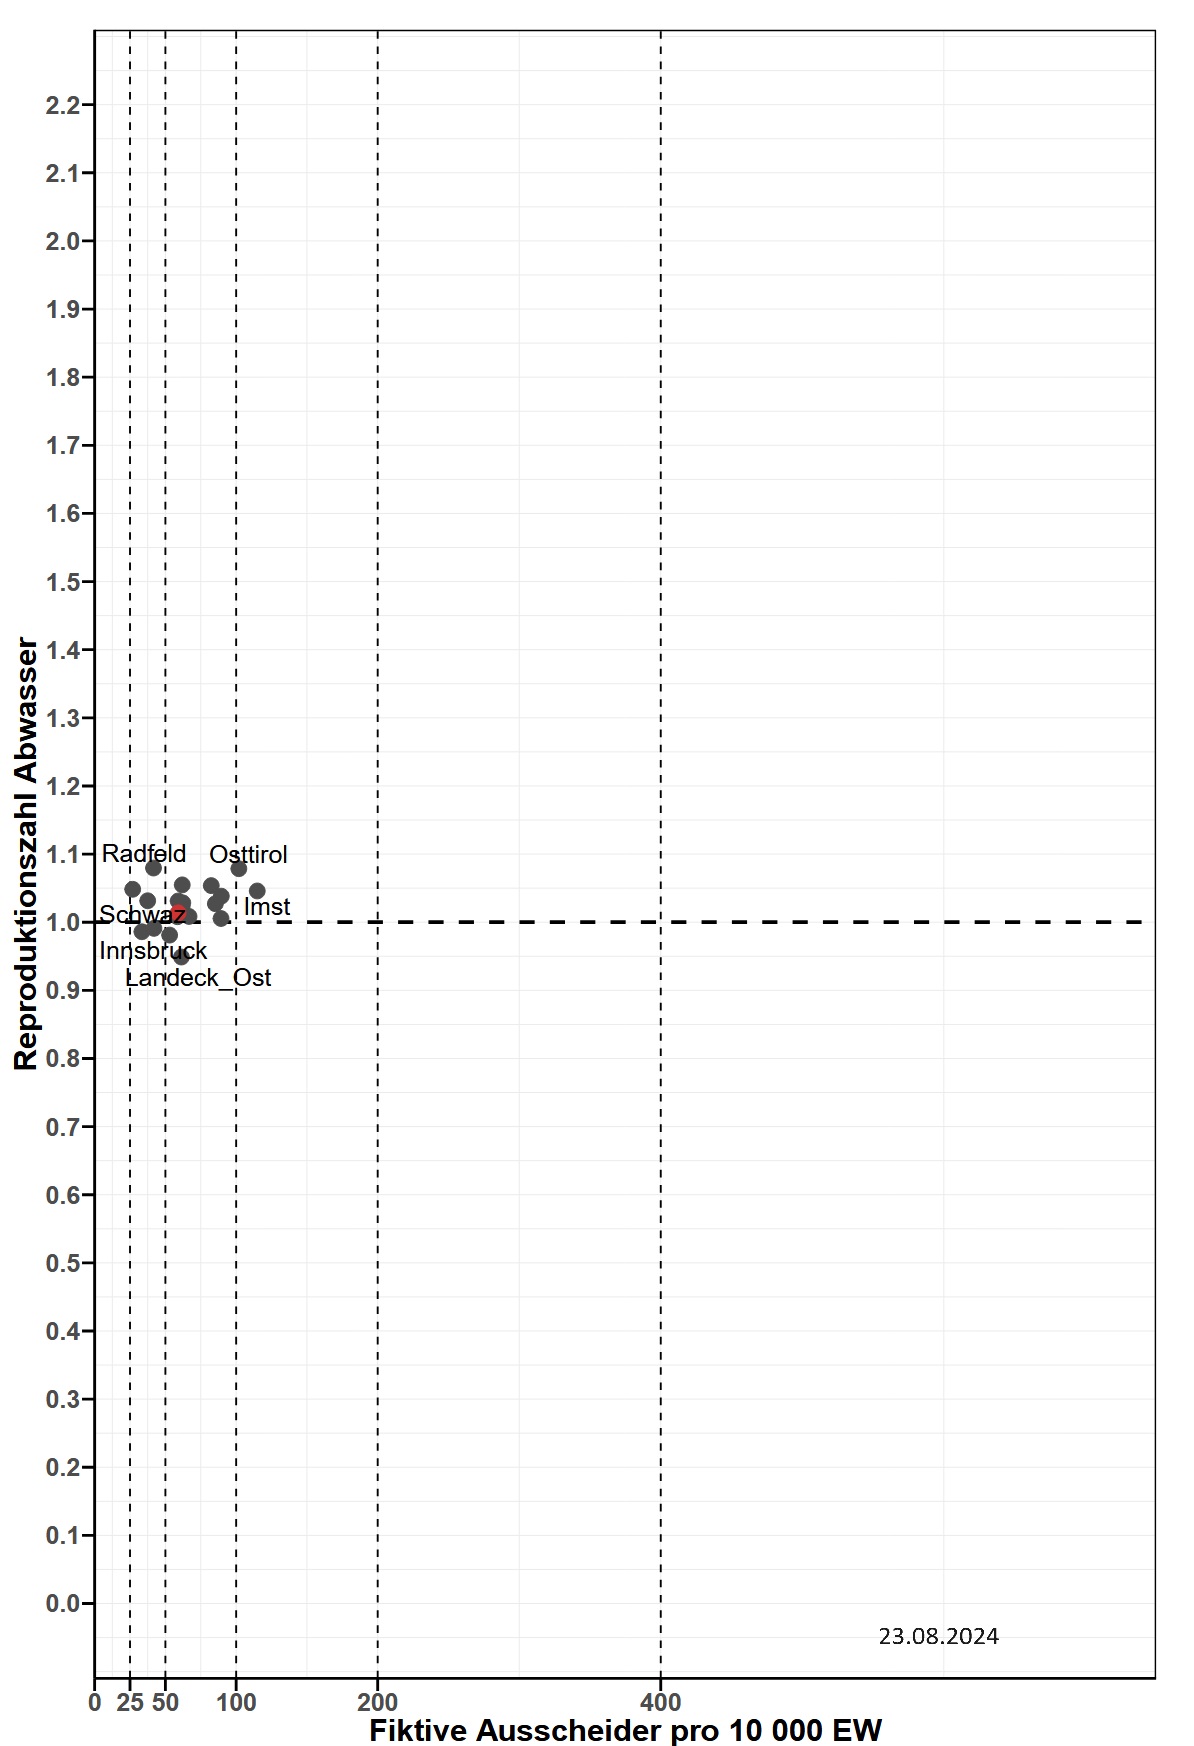 2.2
2.1
2.0
1.9
1.8
1.7
1.6
1.5
1.4
1.3
1.2
1.1
1.0
0.9
0.8
0.7
0.6
0.5
0.4
0.3
0.2
0.1
0.0
Reproduktionszahl Abwasser
Radfeld
Osttirol
Imst
Schwaz
Innsbruck
Landeck_Ost
23.08.2024
0 25 50 100 200 400
Fiktive Ausscheider pro 10 000 EW